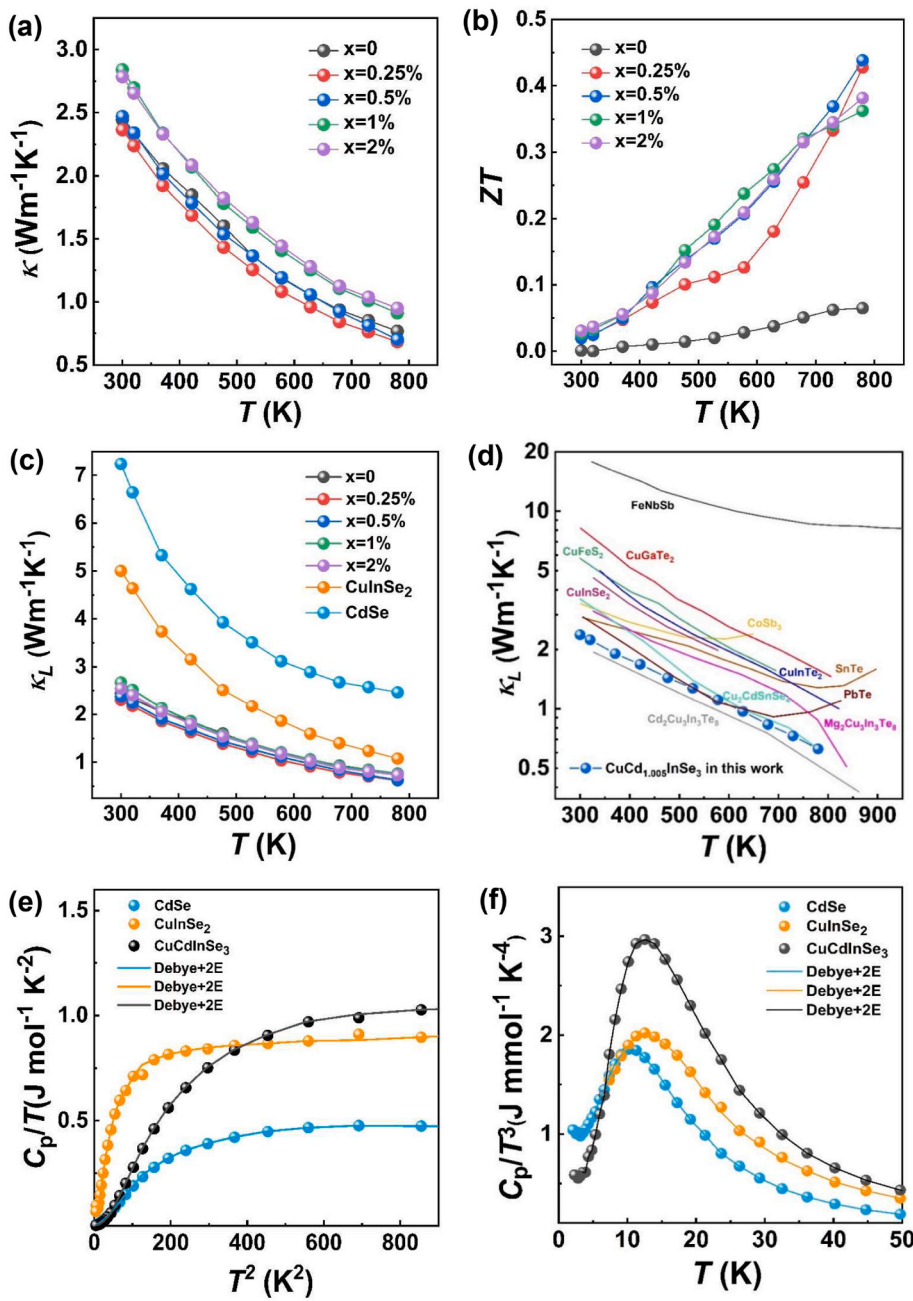 (a)
3.0
2.5
2.0
1.5
1.0
0.5
κ (Wm⁻¹K⁻¹)
x=0
x=0.25%
x=0.5%
x=1%
x=2%
300 400 500 600 700 800
T (K)
(b)
0.5
0.4
0.3
0.2
0.1
0.0
ZT
x=0
x=0.25%
x=0.5%
x=1%
x=2%
300 400 500 600 700 800
T (K)
(c)
7
6
5
4
3
2
1
κL (Wm⁻¹K⁻¹)
x=0
x=0.25%
x=0.5%
x=1%
x=2%
CuInSe₂
CdSe
300 400 500 600 700 800
T (K)
(d)
20
10
5
2
1
0.5
κL (Wm⁻¹K⁻¹)
FeNbSb
CuGaTe₂
CuFeS₂
CuInSe₂
CoSb₃
CuInTe₂
SnTe
Cu₂CdSnSe₄
PbTe
Cd₂Cu₃In₃Te₈
Mg₂Cu₃In₃Te₈
CuCd₁.₀₀₅InSe₃ in this work
300 400 500 600 700 800 900
T (K)
(e)
1.5
1.0
0.5
Cp/T(J mol⁻¹ K⁻²)
CdSe
CuInSe₂
CuCdInSe₃
Debye+2E
Debye+2E
Debye+2E
0 200 400 600 800
T² (K²)
(f)
3
2
1
0
Cp/T³(J mmol⁻¹ K⁻⁴)
CdSe
CuInSe₂
CuCdInSe₃
Debye+2E
Debye+2E
Debye+2E
0 10 20 30 40 50
T (K)